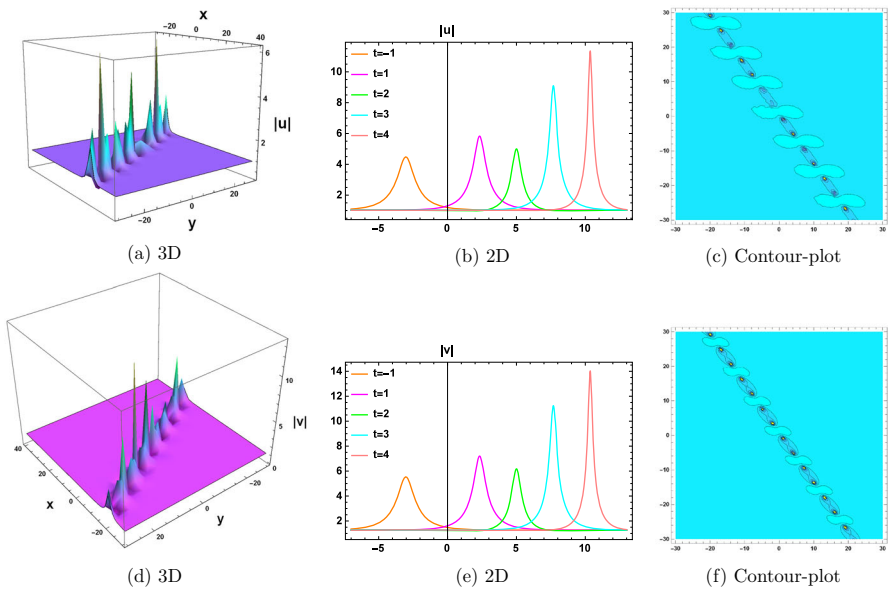 x
−20 0 20 40
6
4
2
|u|
−20
0
20
y
(a) 3D
|u|
t=−1
t=1
t=2
t=3
t=4
10
8
6
4
2
−5 0 5 10
(b) 2D
30
20
10
0
−10
−20
−30
−30 −20 −10 0 10 20 30
(c) Contour-plot
10
5
0
|v|
40
20
0
−20
x
20
0
−20
y
(d) 3D
|v|
t=−1
t=1
t=2
t=3
t=4
14
12
10
8
6
4
2
−5 0 5 10
(e) 2D
30
20
10
0
−10
−20
−30
−30 −20 −10 0 10 20 30
(f) Contour-plot